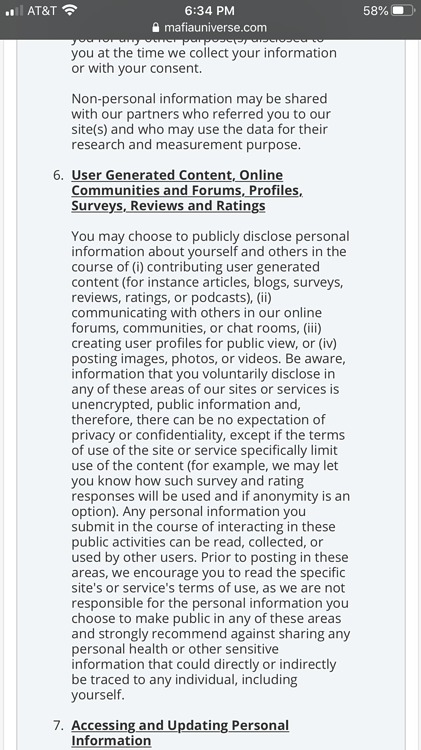 AT&T 6:34 PM 58%
mafiauniverse.com
you for any other purpose(s) disclosed to
you at the time we collect your information
or with your consent.
Non-personal information may be shared
with our partners who referred you to our
site(s) and who may use the data for their
research and measurement purpose.
6. User Generated Content, Online
Communities and Forums, Profiles,
Surveys, Reviews and Ratings
You may choose to publicly disclose personal
information about yourself and others in the
course of (i) contributing user generated
content (for instance articles, blogs, surveys,
reviews, ratings, or podcasts), (ii)
communicating with others in our online
forums, communities, or chat rooms, (iii)
creating user profiles for public view, or (iv)
posting images, photos, or videos. Be aware,
information that you voluntarily disclose in
any of these areas of our sites or services is
unencrypted, public information and,
therefore, there can be no expectation of
privacy or confidentiality, except if the terms
of use of the site or service specifically limit
use of the content (for example, we may let
you know how such survey and rating
responses will be used and if anonymity is an
option). Any personal information you
submit in the course of interacting in these
public activities can be read, collected, or
used by other users. Prior to posting in these
areas, we encourage you to read the specific
site's or service's terms of use, as we are not
responsible for the personal information you
choose to make public in any of these areas
and strongly recommend against sharing any
personal health or other sensitive
information that could directly or indirectly
be traced to any individual, including
yourself.
7. Accessing and Updating Personal
Information